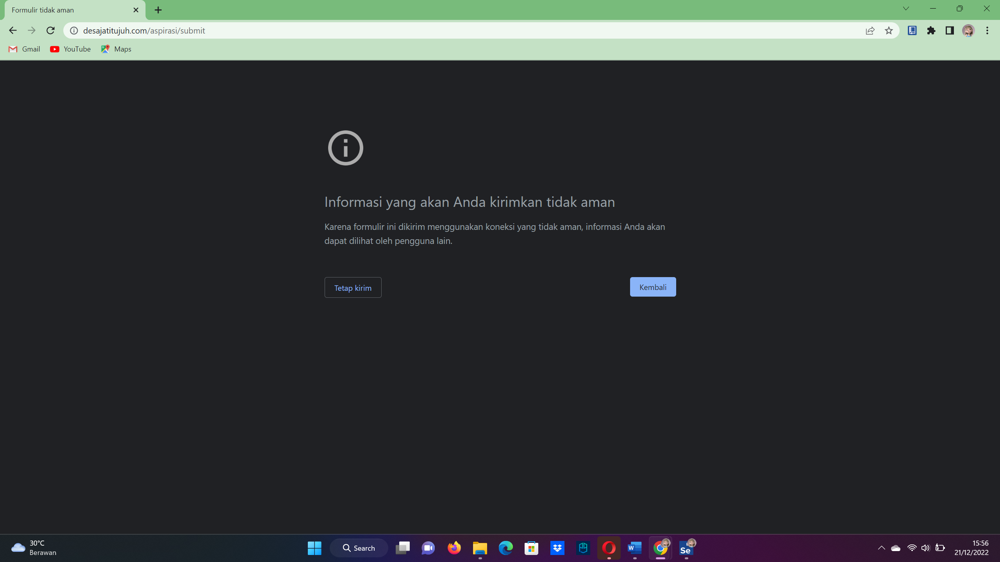 Formulir tidak aman
desajatitujuh.com/aspirasi/submit
Gmail
YouTube
Maps
Informasi yang akan Anda kirimkan tidak aman
Karena formulir ini dikirim menggunakan koneksi yang tidak aman, informasi Anda akan
dapat dilihat oleh pengguna lain.
Tetap kirim
Kembali
30°C
Berawan
Search
W
Se
15:56
21/12/2022